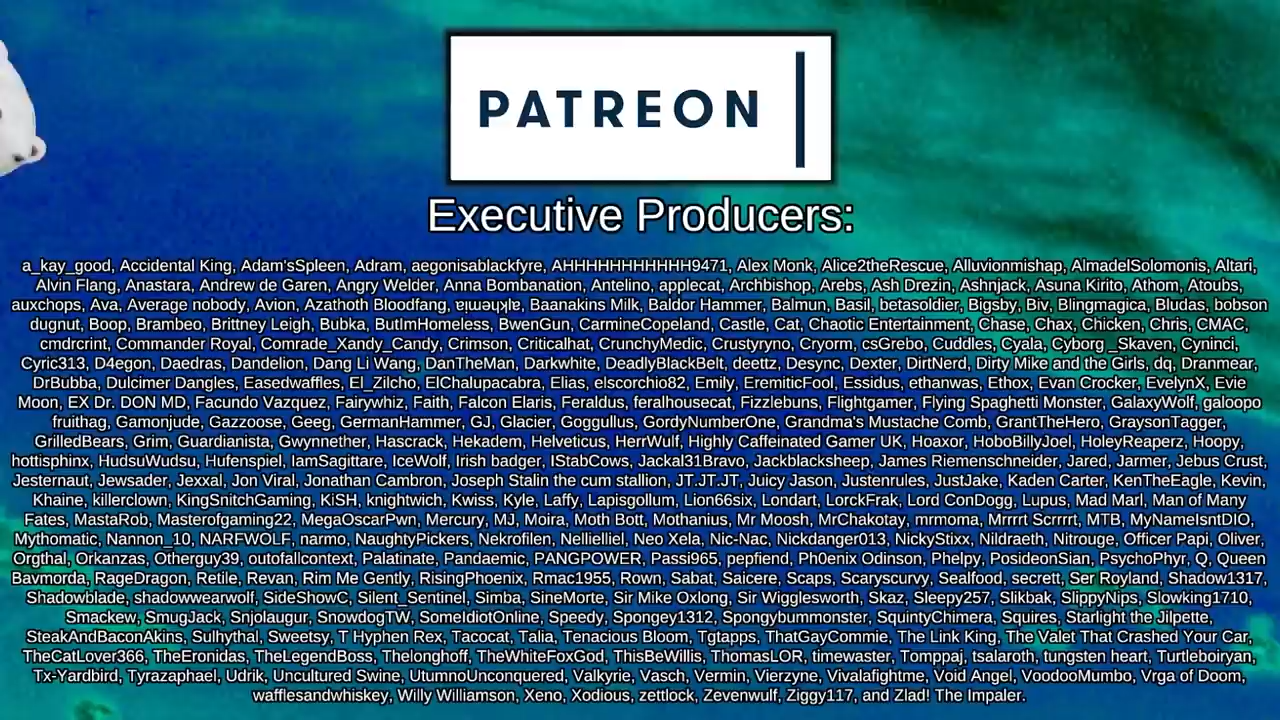 PATREON
Executive Producers:
a_kay_good, Accidental King, Adam'sSpleen, Adram, aegonisablackfyre, AHHHHHHHHHHH9471, Alex Monk, Alice2theRescue, Alluvionmishap, AlmadelSolomonis, Altari,
Alvin Flang, Anastara, Andrew de Garen, Angry Welder, Anna Bombanation, Antelino, applecat, Archbishop, Arebs, Ash Drezin, Ashnjack, Asuna Kirito, Athom, Atoubs,
auxchops, Ava, Average nobody, Avion, Azathoth Bloodfang, Baanakins Milk, Baldor Hammer, Balmun, Basil, betasoldier, Bigsby, Biv, Blingmagica, Bludas, bobson
dugnut, Boop, Brambeo, Brittney Leigh, Bubka, ButImHomeless, BwenGun, CarmineCopeland, Castle, Cat, Chaotic Entertainment, Chase, Chax, Chicken, Chris, CMAC,
cmdrcrint, Commander Royal, Comrade_Xandy_Candy, Crimson, Criticalhat, CrunchyMedic, Crustyryno, Cryorm, csGrebo, Cuddles, Cyala, Cyborg _Skaven, Cyninci,
Cyric313, D4egon, Daedras, Dandelion, Dang Li Wang, DanTheMan, Darkwhite, DeadlyBlackBelt, deettz, Desync, Dexter, DirtNerd, Dirty Mike and the Girls, dq, Dranmear,
DrBubba, Dulcimer Dangles, Easedwaffles, El_Zilcho, ElChalupacabra, Elias, elscorchio82, Emily, EremiticFool, Essidus, ethanwas, Ethox, Evan Crocker, EvelynX, Evie
Moon, EX Dr. DON MD, Facundo Vazquez, Fairywhiz, Faith, Falcon Elaris, Feraldus, feralhousecat, Fizzlebuns, Flightgamer, Flying Spaghetti Monster, GalaxyWolf, galoopo
fruithag, Gamonjude, Gazzoose, Geeg, GermanHammer, GJ, Glacier, Goggullus, GordyNumberOne, Grandma's Mustache Comb, GrantTheHero, GraysonTagger,
GrilledBears, Grim, Guardianista, Gwynnether, Hascrack, Hekadem, Helveticus, HerrWulf, Highly Caffeinated Gamer UK, Hoaxor, HoboBillyJoel, HoleyReaperz, Hoopy,
hottisphinx, HudsuWudsu, Hufenspiel, IamSagittare, IceWolf, Irish badger, IStabCows, Jackal31Bravo, Jackblacksheep, James Riemenschneider, Jared, Jarmer, Jebus Crust,
Jesternaut, Jewsader, Jexxal, Jon Viral, Jonathan Cambron, Joseph Stalin the cum stallion, JT.JT.JT, Juicy Jason, Justenrules, JustJake, Kaden Carter, KenTheEagle, Kevin,
Khaine, killerclown, KingSnitchGaming, KiSH, knightwich, Kwiss, Kyle, Laffy, Lapisgollum, Lion66six, Londart, LorckFrak, Lord ConDogg, Lupus, Mad Marl, Man of Many
Fates, MastaRob, Masterofgaming22, MegaOscarPwn, Mercury, MJ, Moira, Moth Bott, Mothanius, Mr Moosh, MrChakotay, mrmoma, Mrrrrt Scrrrrt, MTB, MyNameIsntDIO,
Mythomatic, Nannon_10, NARFWOLF, narmo, NaughtyPickers, Nekrofilen, Nellielliel, Neo Xela, Nic-Nac, Nickdanger013, NickyStixx, Nildraeth, Nitrouge, Officer Papi, Oliver,
Orgthal, Orkanzas, Otherguy39, outofallcontext, Palatinate, Pandaemic, PANGPOWER, Passi965, pepfiend, Ph0enix Odinson, Phelpy, PosideonSian, PsychoPhyr, Q, Queen
Bavmorda, RageDragon, Retile, Revan, Rim Me Gently, RisingPhoenix, Rmac1955, Rown, Sabat, Saicere, Scaps, Scaryscurvy, Sealfood, secrett, Ser Royland, Shadow1317,
Shadowblade, shadowwearwolf, SideShowC, Silent_Sentinel, Simba, SineMorte, Sir Mike Oxlong, Sir Wigglesworth, Skaz, Sleepy257, Slikbak, SlippyNips, Slowking1710,
Smackew, SmugJack, Snjolaugur, SnowdogTW, SomeIdiotOnline, Speedy, Spongey1312, Spongybummonster, SquintyChimera, Squires, Starlight the Jilpette,
SteakAndBaconAkins, Sulhythal, Sweetsy, T Hyphen Rex, Tacocat, Talia, Tenacious Bloom, Tgtapps, ThatGayCommie, The Link King, The Valet That Crashed Your Car,
TheCatLover366, TheEronidas, TheLegendBoss, Thelonghoff, TheWhiteFoxGod, ThisBeWillis, ThomasLOR, timewaster, Tomppaj, tsalaroth, tungsten heart, Turtleboiryan,
Tx-Yardbird, Tyrazaphael, Udrik, Uncultured Swine, UtumnoUnconquered, Valkyrie, Vasch, Vermin, Vierzyne, Vivalafightme, Void Angel, VoodooMumbo, Vrga of Doom,
wafflesandwhiskey, Willy Williamson, Xeno, Xodious, zettlock, Zevenwulf, Ziggy117, and Zlad! The Impaler.